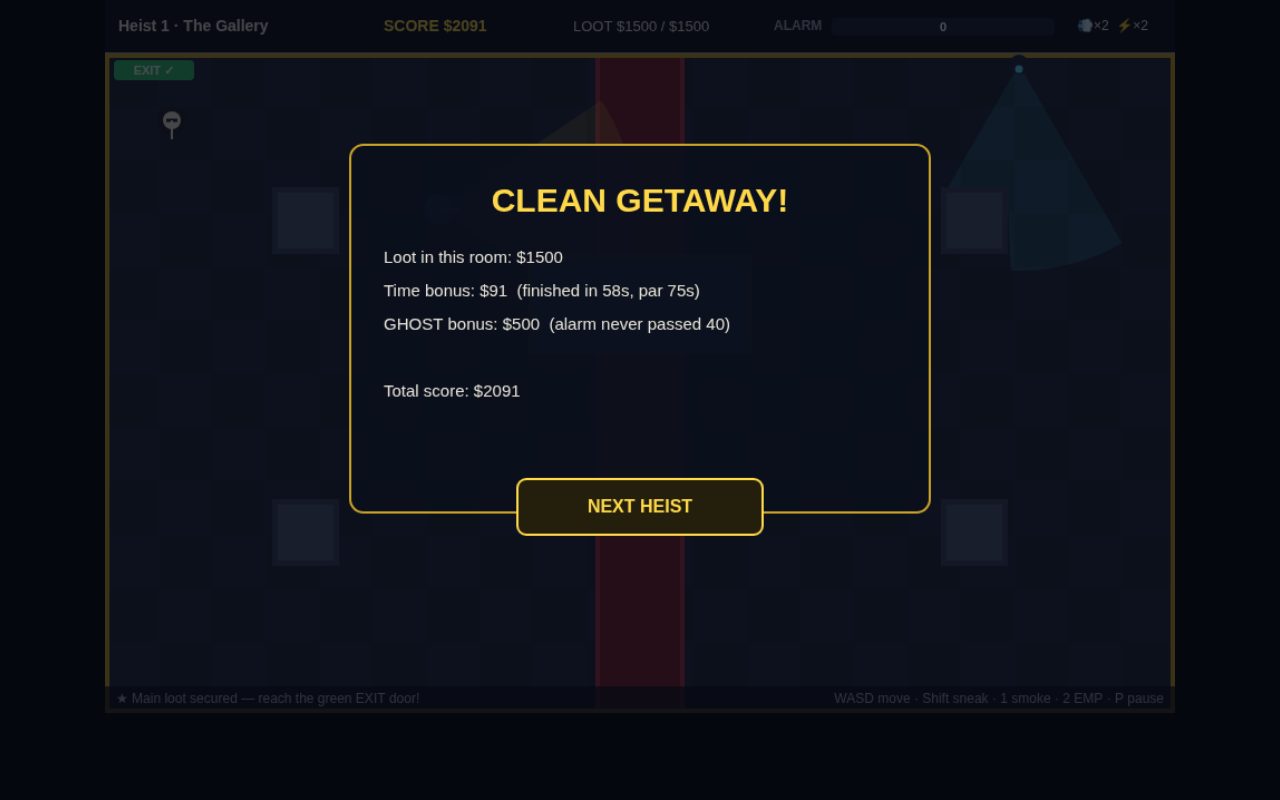 Heist 1 · The Gallery
SCORE $2091
LOOT $1500 / $1500
ALARM
0
💨×2 ⚡×2
EXIT ✓
CLEAN GETAWAY!
Loot in this room: $1500
Time bonus: $91 (finished in 58s, par 75s)
GHOST bonus: $500 (alarm never passed 40)
Total score: $2091
NEXT HEIST
★ Main loot secured — reach the green EXIT door!
WASD move · Shift sneak · 1 smoke · 2 EMP · P pause